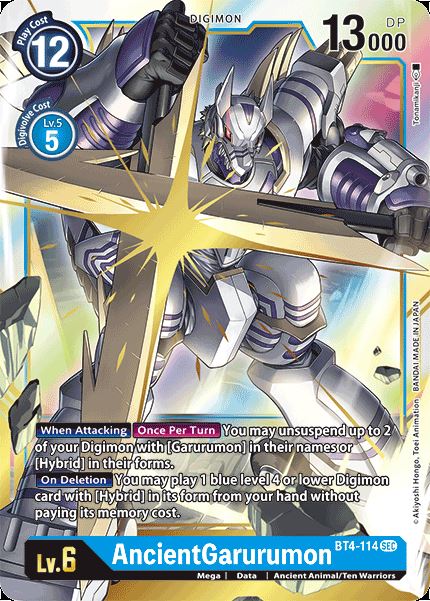 DIGIMON
Play Cost
12
13000
DP
Digivolve Cost
Lv.5
5
Tonamikanji
©Akiyoshi Hongo, Toei Animation BANDAI MADE IN JAPAN
When Attacking Once Per Turn You may unsuspend up to 2
of your Digimon with [Garurumon] in their names or
[Hybrid] in their forms.
On Deletion You may play 1 blue level 4 or lower Digimon
card with [Hybrid] in its form from your hand without
paying its memory cost.
BT4-114 SEC
Lv.6
AncientGarurumon
Mega | Data | Ancient Animal/Ten Warriors